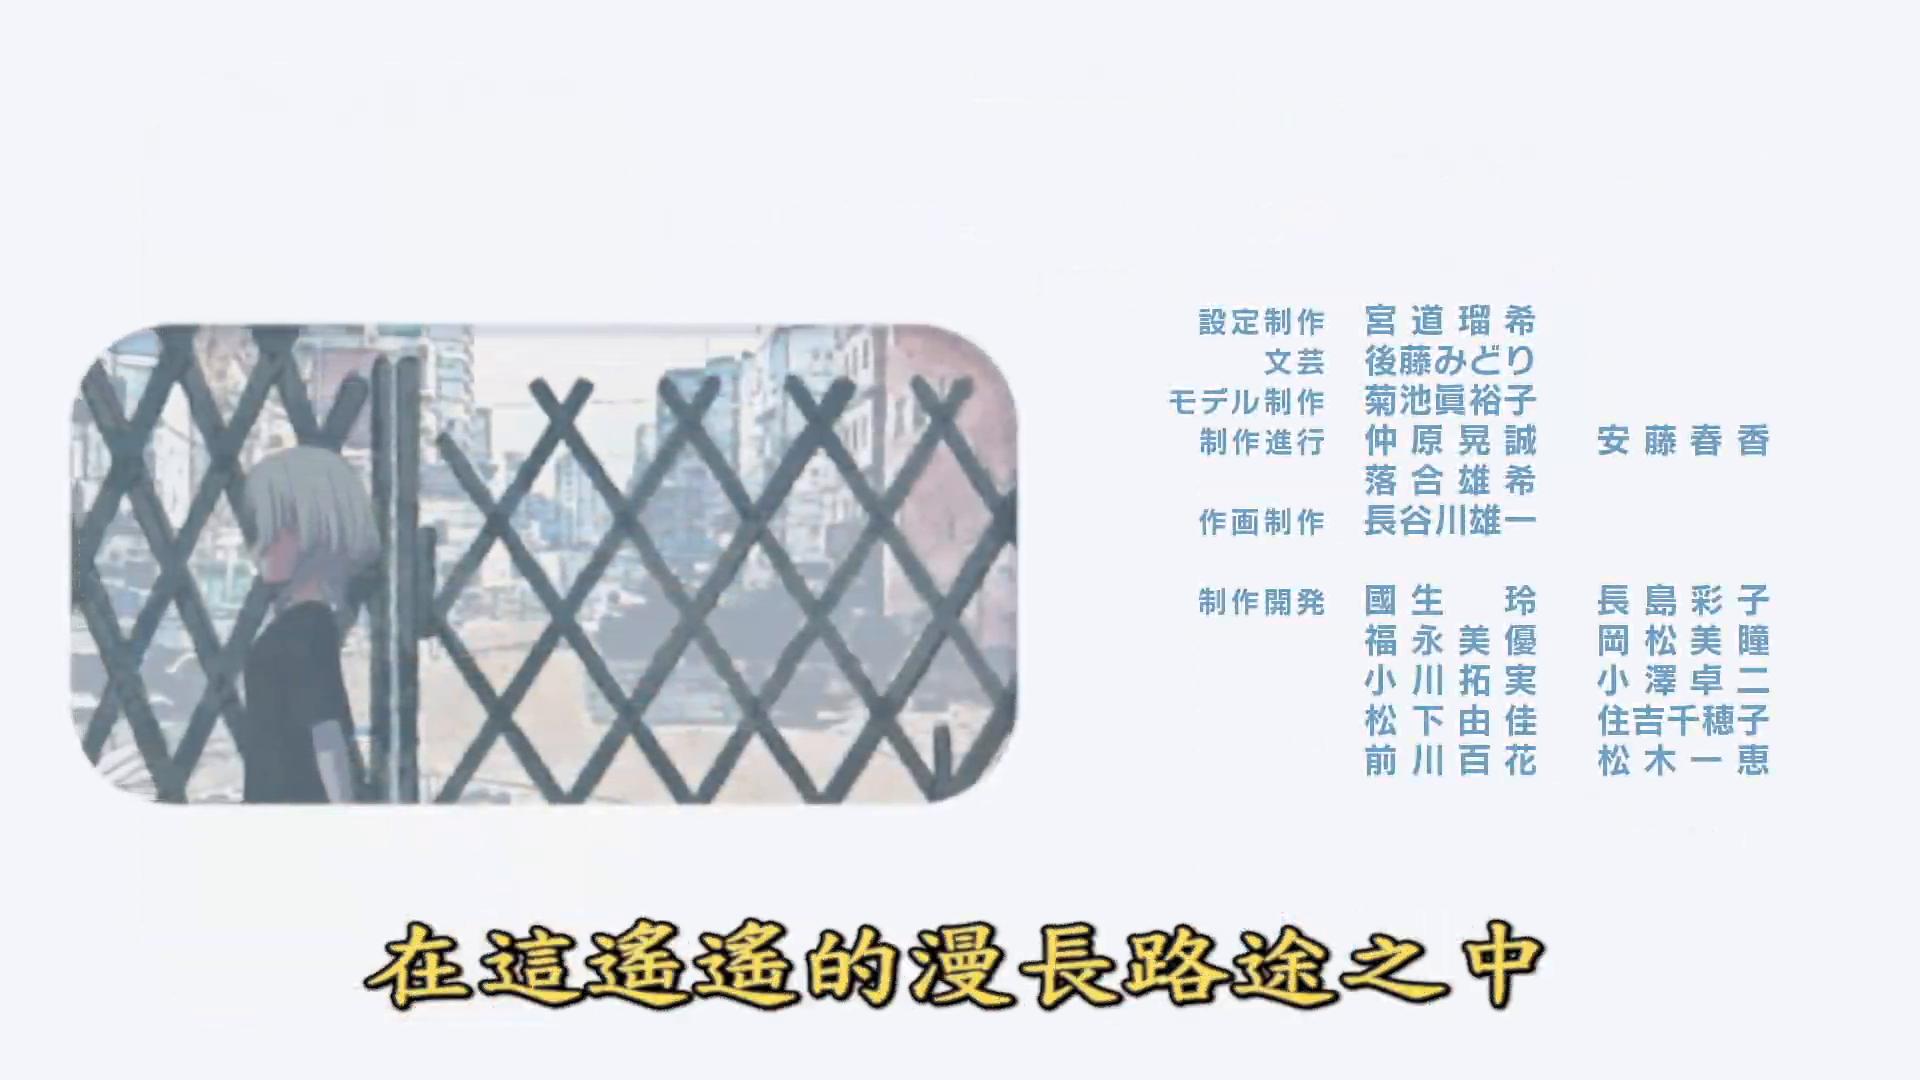 設定制作 宮道瑠希
文芸 後藤みどり
モデル制作 菊池眞裕子
制作進行 仲原晃誠 安藤春香
落合雄希
作画制作 長谷川雄一
制作開発 國生 玲 長島彩子
福永美優 岡松美瞳
小川拓実 小澤卓二
松下由佳 住吉千穂子
前川百花 松木一恵
在這遙遙的漫長路途之中